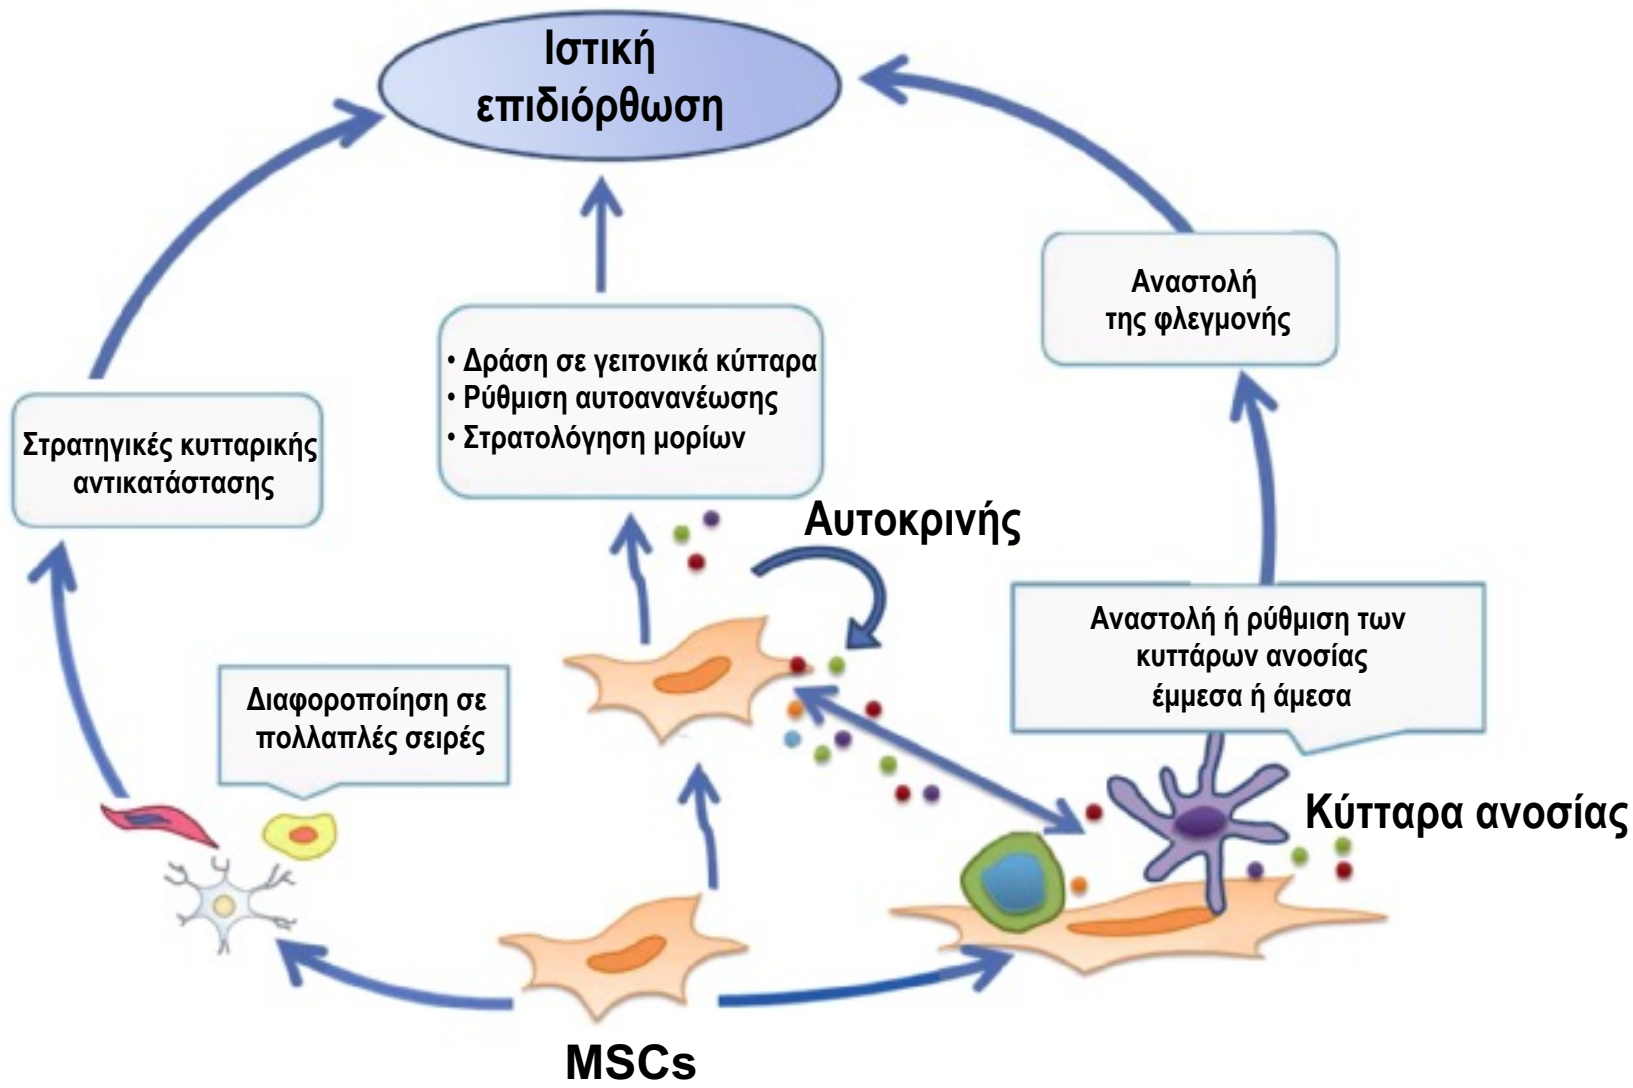 Ιστική
επιδιόρθωση
Αναστολή
της φλεγμονής
• Δράση σε γειτονικά κύτταρα
• Ρύθμιση αυτοανανέωσης
• Στρατολόγηση μορίων
Στρατηγικές κυτταρικής
αντικατάστασης
Αυτοκρινής
Αναστολή ή ρύθμιση των
κυττάρων ανοσίας
έμμεσα ή άμεσα
Διαφοροποίηση σε
πολλαπλές σειρές
Κύτταρα ανοσίας
MSCs